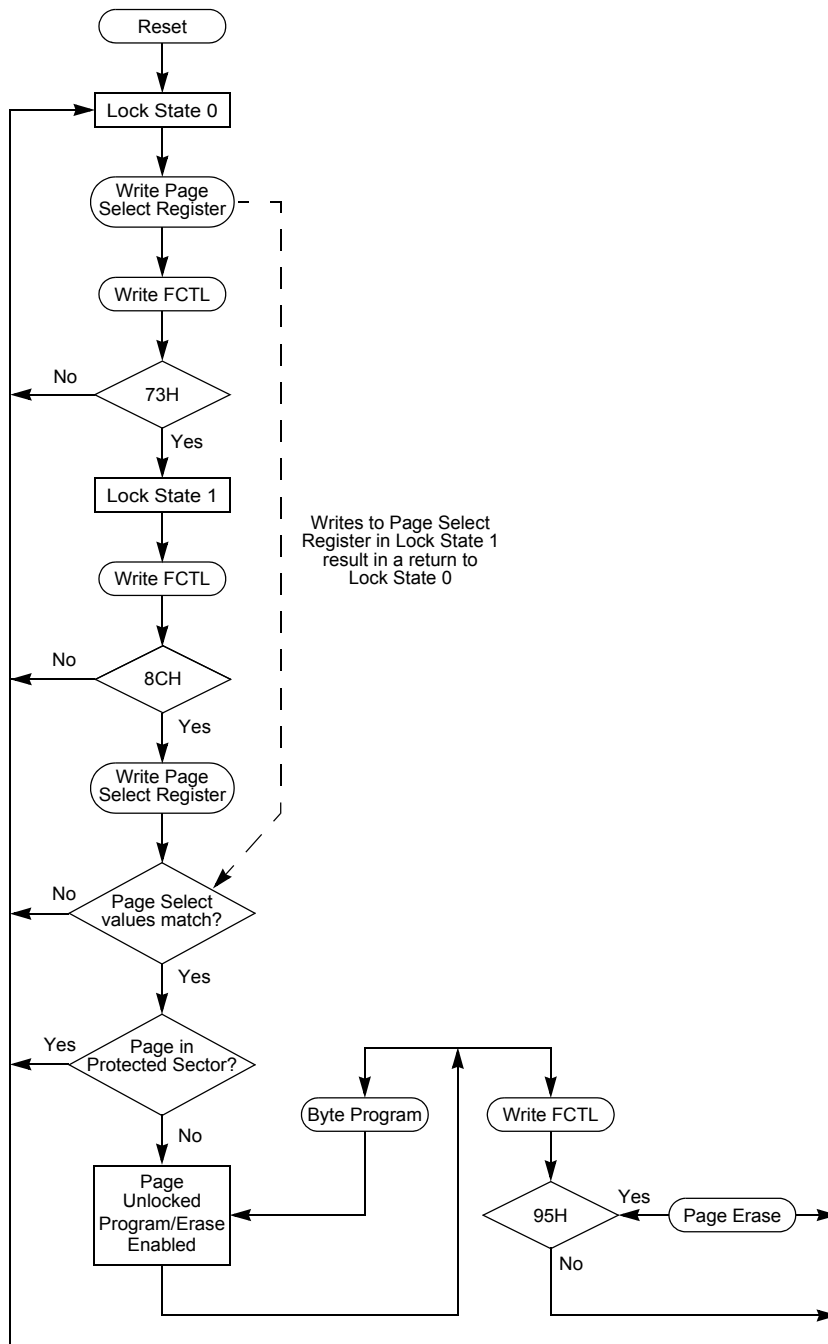 Reset
Lock State 0
Write Page
Select Register
Write FCTL
No
73H
Yes
Lock State 1
Writes to Page Select
Register in Lock State 1
result in a return to
Lock State 0
Write FCTL
No
8CH
Yes
Write Page
Select Register
No
Page Select
values match?
Yes
Yes
Page in
Protected Sector?
No
Byte Program
Write FCTL
Page
Unlocked
Program/Erase
Enabled
95H
Yes
Page Erase
No